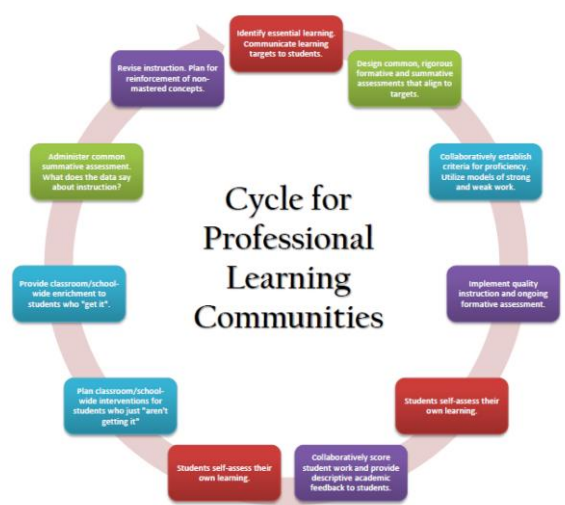 Identify essential learning.
Communicate learning
targets to students.
Design common, rigorous
formative and summative
assessments that align to
targets.
Collaboratively establish
criteria for proficiency.
Utilize models of strong
and weak work.
Implement quality
instruction and ongoing
formative assessment.
Students self-assess their
own learning.
Collaboratively score
student work and provide
descriptive academic
feedback to students.
Students self-assess their
own learning.
Plan classroom/school-
wide interventions for
students who just "aren't
getting it"
Provide classroom/school-
wide enrichment to
students who "get it".
Administer common
summative assessment.
What does the data say
about instruction?
Revise instruction. Plan for
reinforcement of non-
mastered concepts.
Cycle for
Professional
Learning
Communities